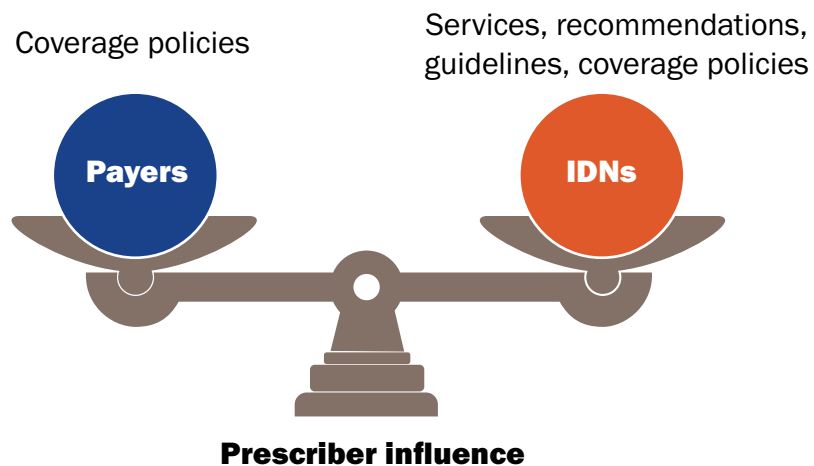 Coverage policies
Services, recommendations,
guidelines, coverage policies
Payers
IDNs
Prescriber influence